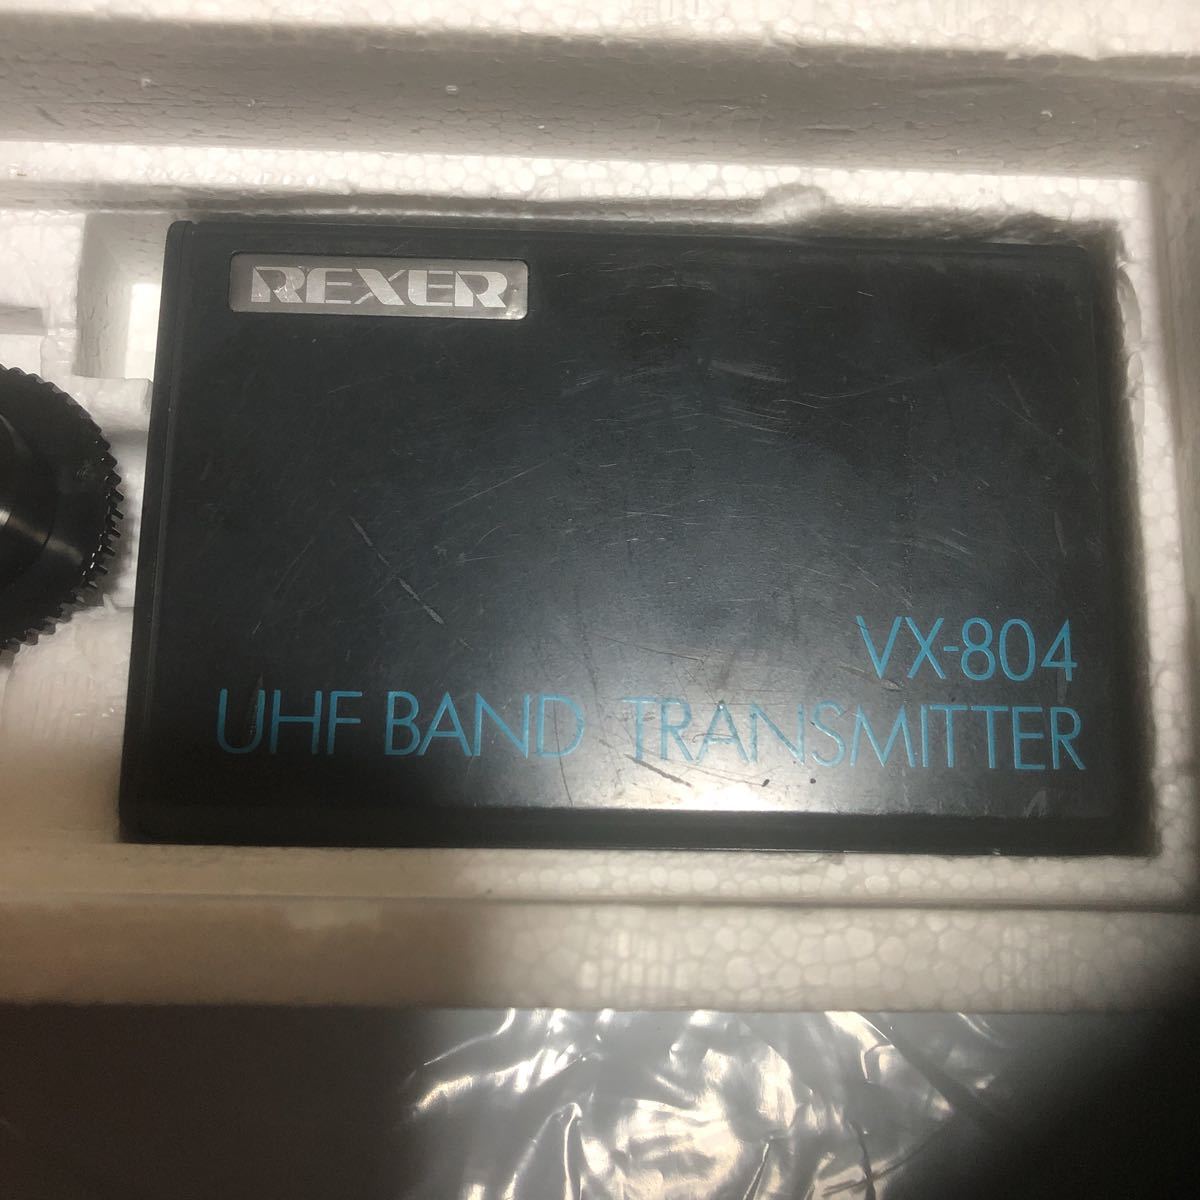 REXER
VX-804
UHF BAND TRANSMITTER